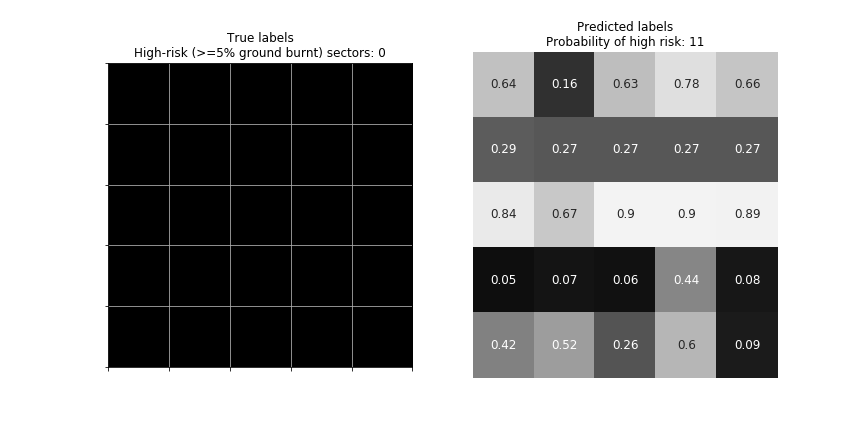 True labels
High-risk (>=5% ground burnt) sectors: 0
Predicted labels
Probability of high risk: 11
0.64 0.16 0.63 0.78 0.66
0.29 0.27 0.27 0.27 0.27
0.84 0.67 0.9 0.9 0.89
0.05 0.07 0.06 0.44 0.08
0.42 0.52 0.26 0.6 0.09